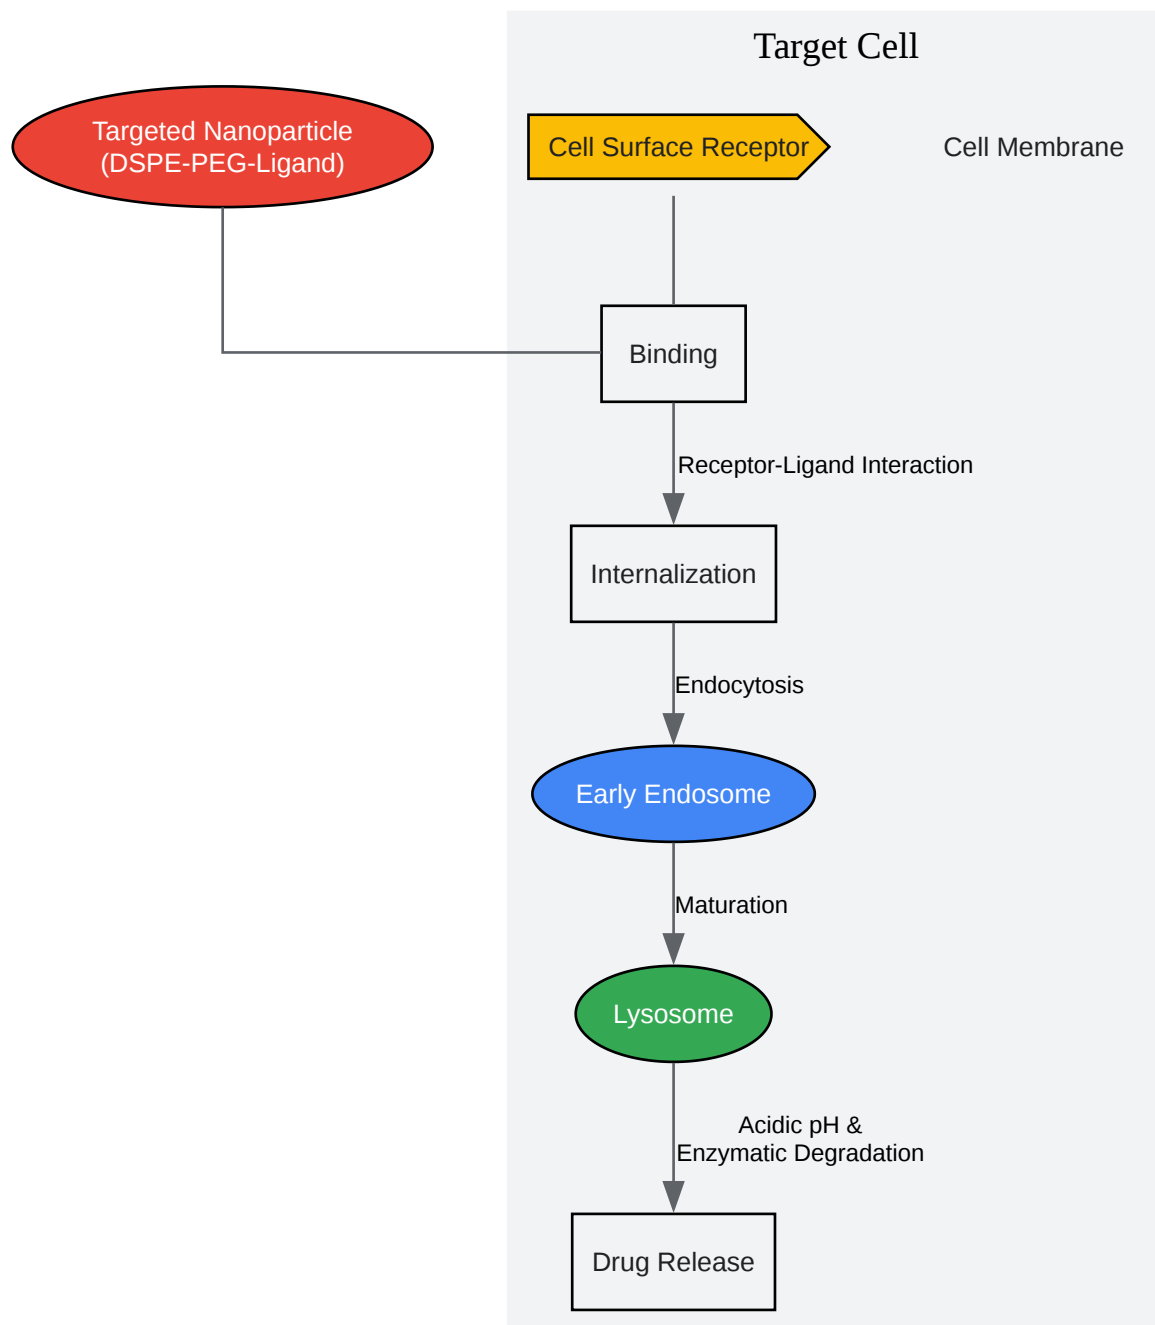 Target Cell
Targeted Nanoparticle
(DSPE-PEG-Ligand)
Cell Surface Receptor
Cell Membrane
Binding
Receptor-Ligand Interaction
Internalization
Endocytosis
Early Endosome
Maturation
Lysosome
Acidic pH &
Enzymatic Degradation
Drug Release